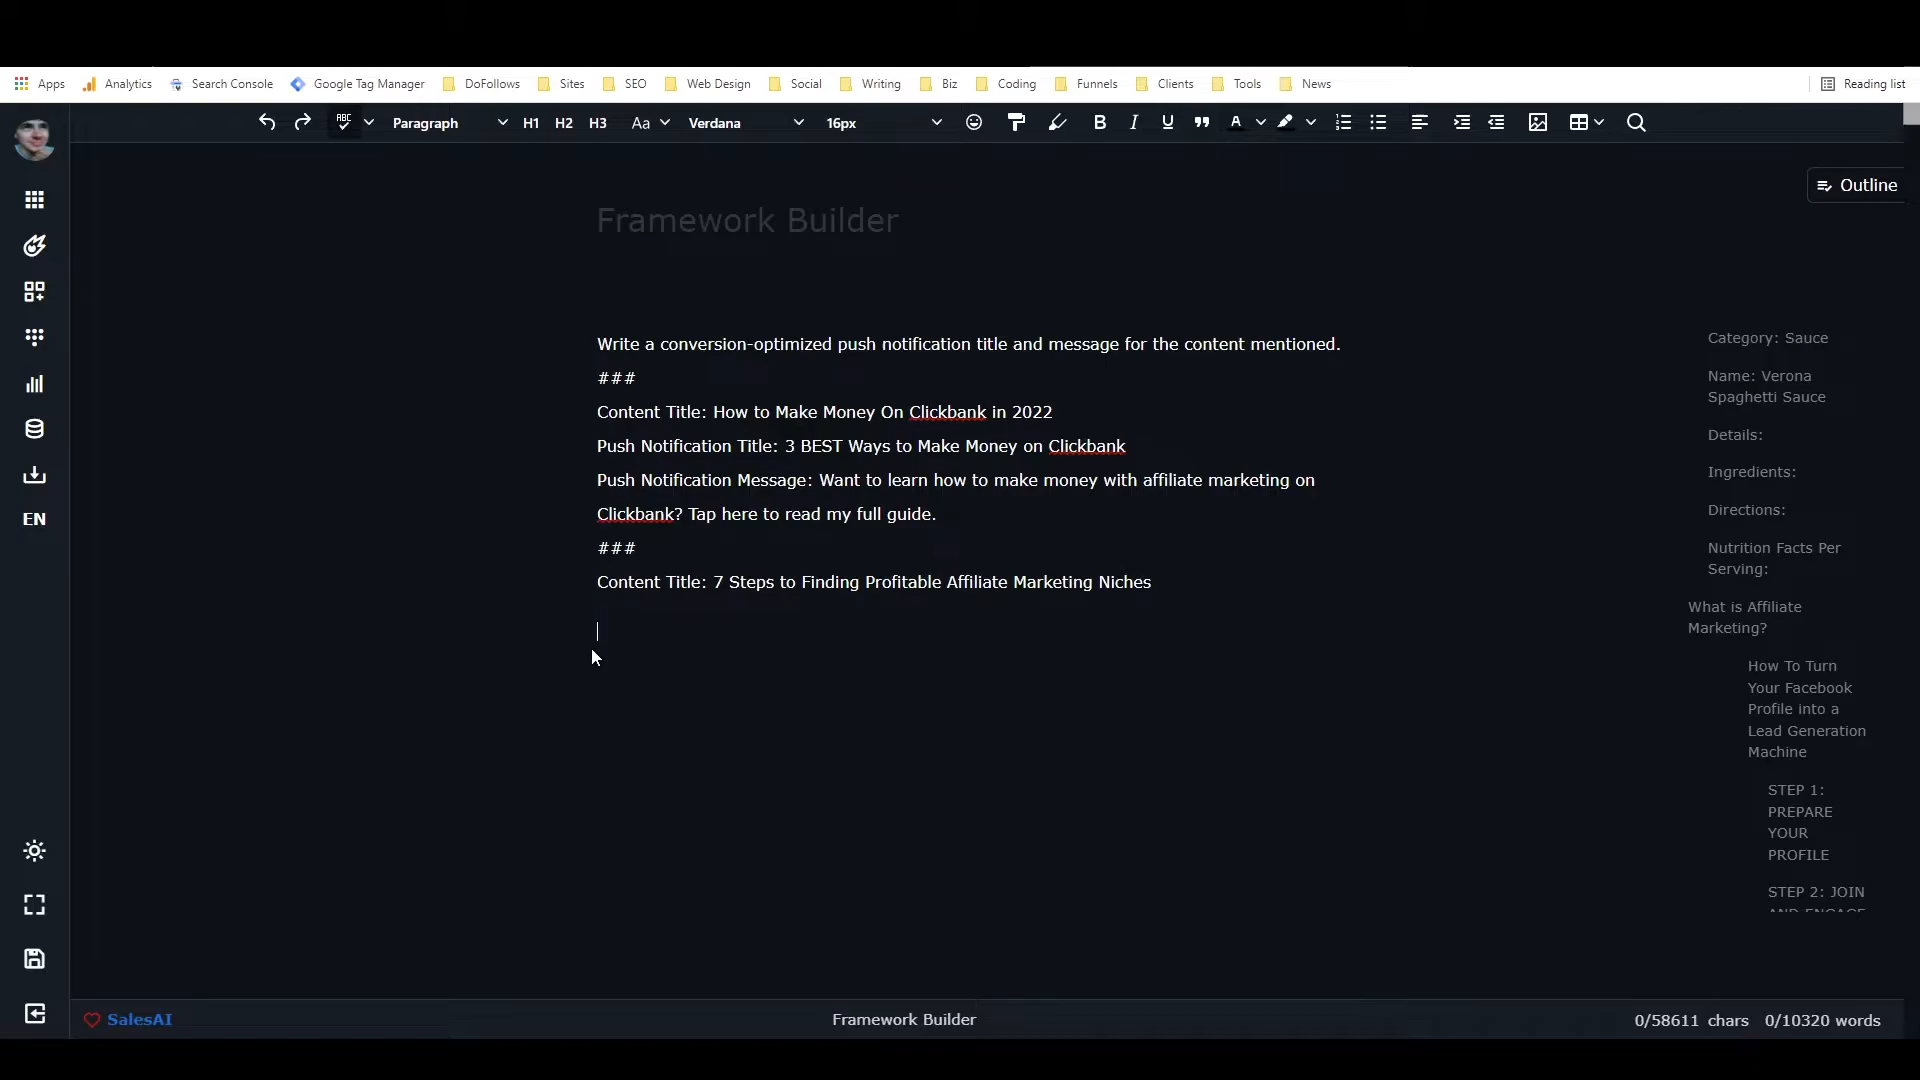 Apps Analytics Search Console Google Tag Manager DoFollows Sites SEO Web Design Social Writing Biz Coding Funnels Clients Tools News Reading list
ABC Paragraph H1 H2 H3 Aa Verdana 16px B I U A
Outline
Framework Builder
Write a conversion-optimized push notification title and message for the content mentioned.
###
Content Title: How to Make Money On Clickbank in 2022
Push Notification Title: 3 BEST Ways to Make Money on Clickbank
Push Notification Message: Want to learn how to make money with affiliate marketing on
Clickbank? Tap here to read my full guide.
###
Content Title: 7 Steps to Finding Profitable Affiliate Marketing Niches
Category: Sauce
Name: Verona
Spaghetti Sauce
Details:
Ingredients:
Directions:
Nutrition Facts Per
Serving:
What is Affiliate
Marketing?
How To Turn
Your Facebook
Profile into a
Lead Generation
Machine
STEP 1:
PREPARE
YOUR
PROFILE
STEP 2: JOIN
AND ENGAGE
EN
SalesAI Framework Builder 0/58611 chars 0/10320 words